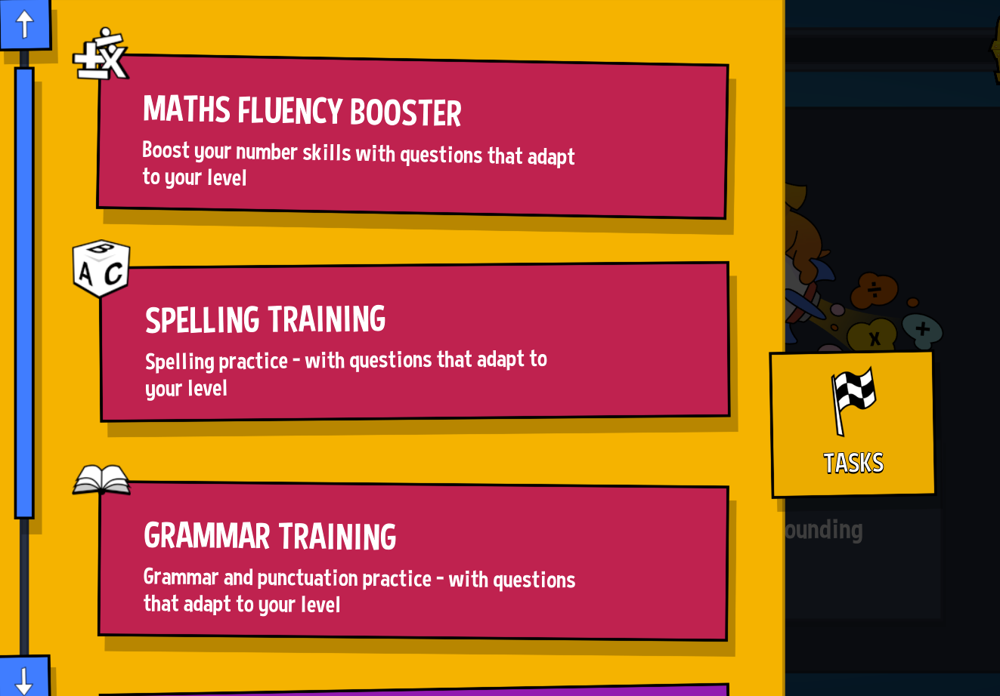 MATHS FLUENCY BOOSTER
Boost your number skills with questions that adapt
to your level
B
A C
SPELLING TRAINING
Spelling practice - with questions that adapt to
your level
TASKS
GRAMMAR TRAINING
Grammar and punctuation practice - with questions
that adapt to your level